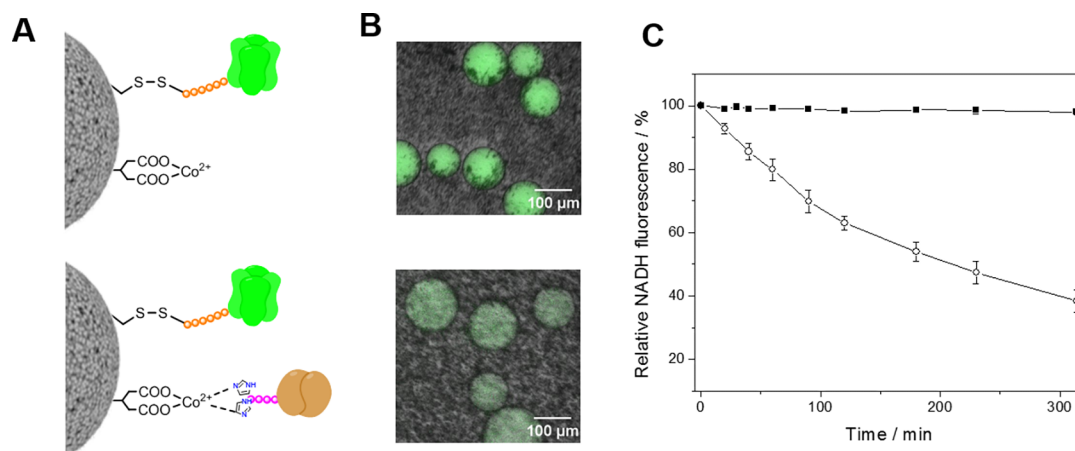 A
S–S
COO
COO
Co2+
S–S
COO
COO
Co2+
N
NH
NH
N
B
100 µm
100 µm
C
Relative NADH fluorescence / %
100
80
60
40
20
0
100
200
300
Time / min